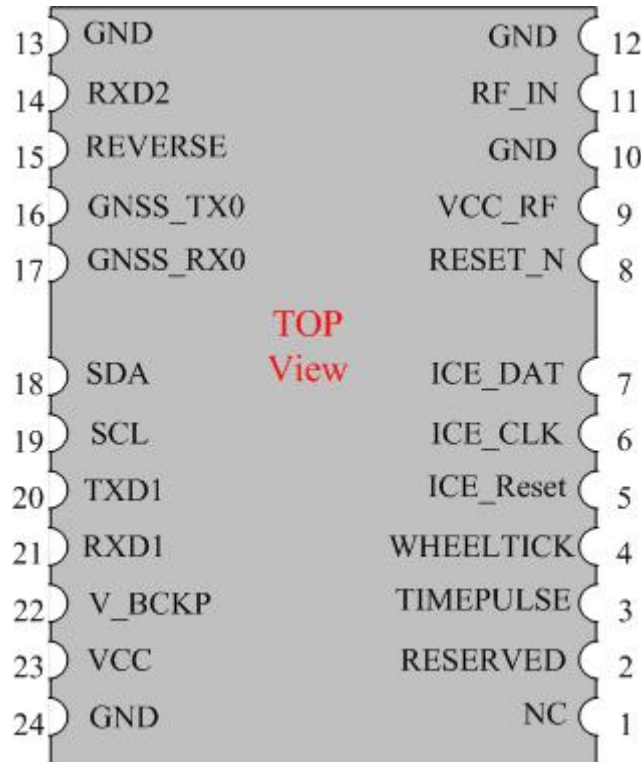 13 GND GND 12
14 RXD2 RF_IN 11
15 REVERSE GND 10
16 GNSS_TX0 VCC_RF 9
17 GNSS_RX0 RESET_N 8
TOP
View
18 SDA ICE_DAT 7
19 SCL ICE_CLK 6
20 TXD1 ICE_Reset 5
21 RXD1 WHEELTICK 4
22 V_BCKP TIMEPULSE 3
23 VCC RESERVED 2
24 GND NC 1